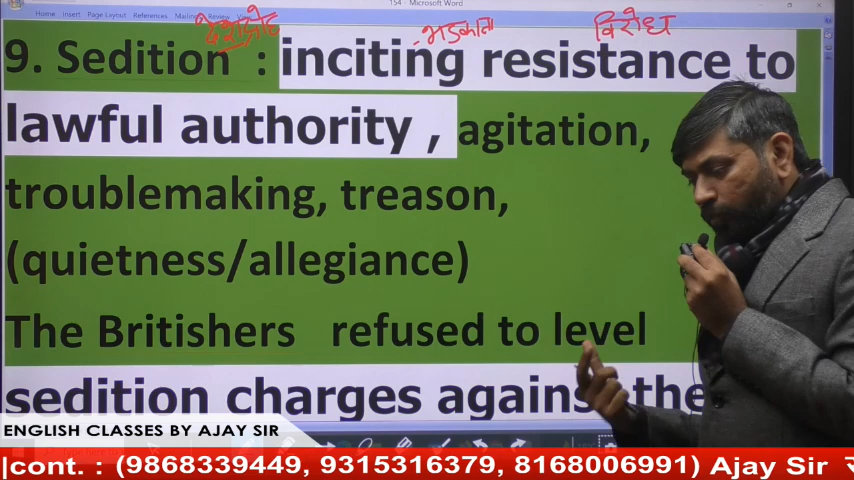 154 - Microsoft Word
Home Insert Page Layout References Mailings Review View
देशद्रोह भड़काना विरोध
9. Sedition : inciting resistance to
lawful authority , agitation,
troublemaking, treason,
(quietness/allegiance)
The Britishers refused to level
sedition charges against the
ENGLISH CLASSES BY AJAY SIR
|cont. : (9868339449, 9315316379, 8168006991) Ajay Sir